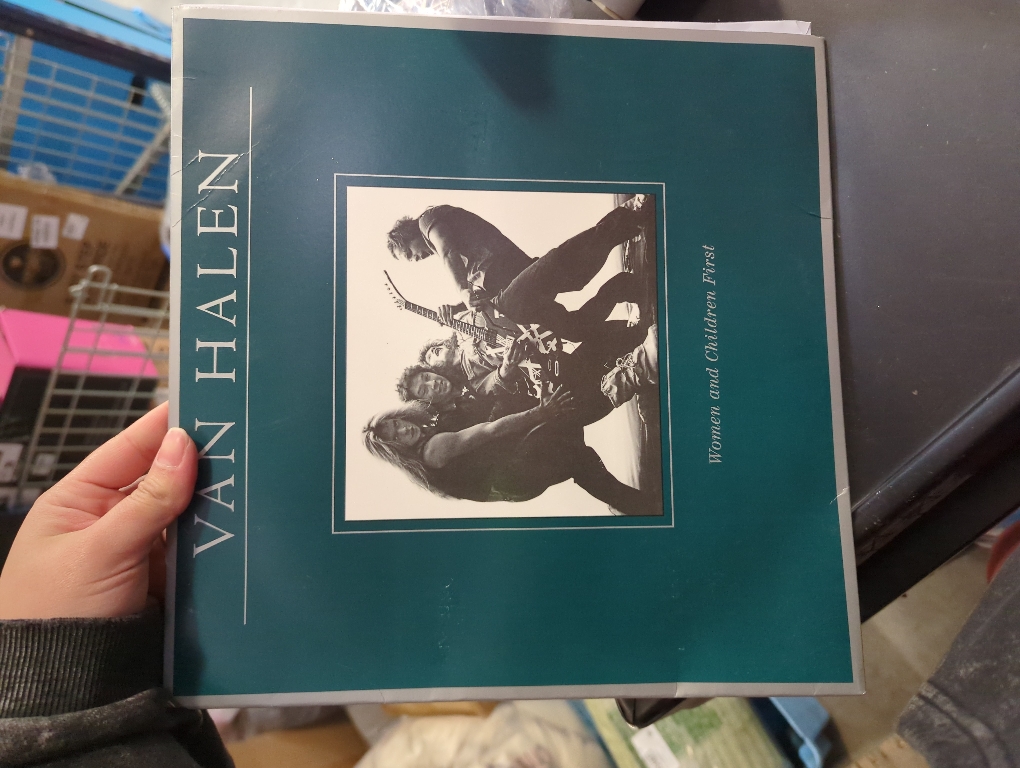 VAN HALEN
Women and Children First